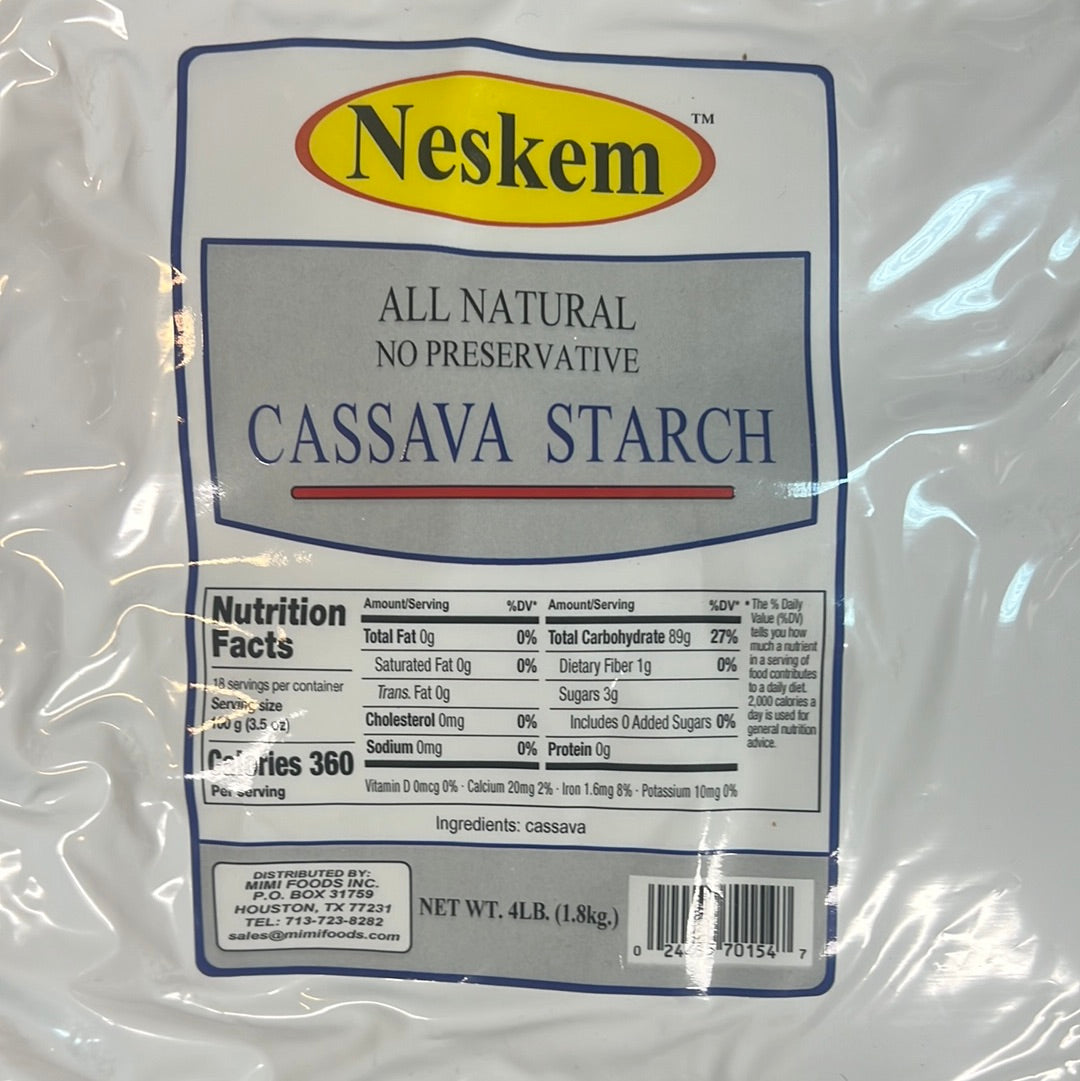 Neskem TM
ALL NATURAL
NO PRESERVATIVE
CASSAVA STARCH
Nutrition
Facts
18 servings per container
Serving size
100 g (3.5 oz)
Calories 360
Per serving
Amount/Serving %DV*
Total Fat 0g 0%
Saturated Fat 0g 0%
Trans. Fat 0g
Cholesterol 0mg 0%
Sodium 0mg 0%
Amount/Serving %DV*
Total Carbohydrate 89g 27%
Dietary Fiber 1g 0%
Sugars 3g
Includes 0 Added Sugars 0%
Protein 0g
Vitamin D 0mcg 0% · Calcium 20mg 2% · Iron 1.6mg 8% · Potassium 10mg 0%
* The % Daily
Value (%DV)
tells you how
much a nutrient
in a serving of
food contributes
to a daily diet.
2,000 calories a
day is used for
general nutrition
advice.
Ingredients: cassava
DISTRIBUTED BY:
MIMI FOODS INC.
P.O. BOX 31759
HOUSTON, TX 77231
TEL: 713-723-8282
sales@mimifoods.com
NET WT. 4LB. (1.8kg.)
0 70154 7